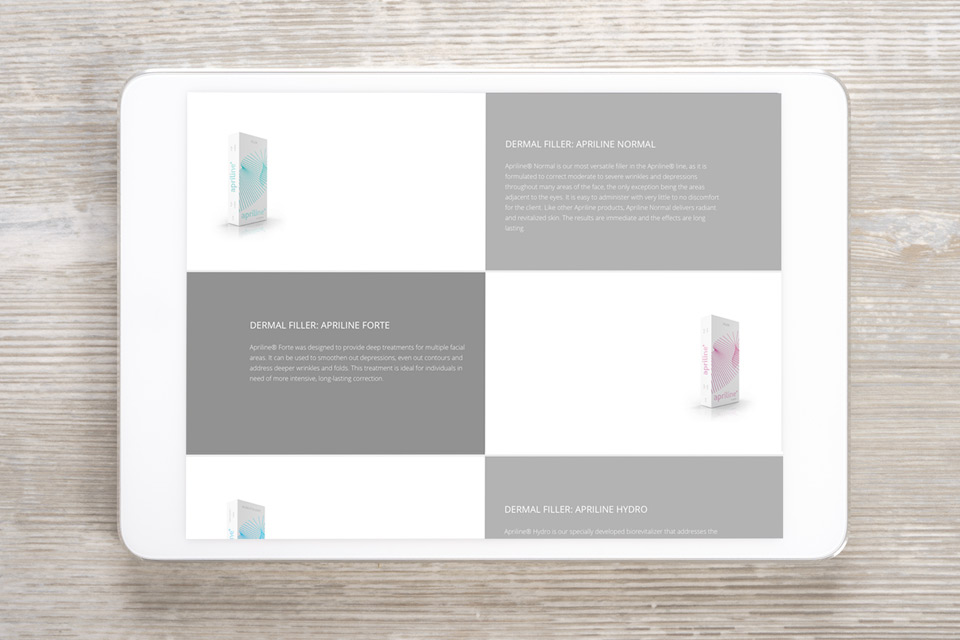 apriline®
apriline®
DERMAL FILLER: APRILINE NORMAL
Apriline® Normal is our most versatile filler in the Apriline® line, as it is
formulated to correct moderate to severe wrinkles and depressions
throughout many areas of the face, the only exception being the areas
adjacent to the eyes. It is easy to administer with very little to no discomfort
for the client. Like other Apriline products, Apriline Normal delivers radiant
and revitalized skin. The results are immediate and the effects are long
lasting
DERMAL FILLER: APRILINE FORTE
Apriline® Forte was designed to provide deep treatments for multiple facial
areas. It can be used to smoothen out depressions, even out contours and
address deeper wrinkles and folds. This treatment is ideal for individuals in
need of more intensive, long-lasting correction
apriline®
apriline®
DERMAL FILLER: APRILINE HYDRO
Apriline® Hydro is our specially developed biorevitalizer that addresses the